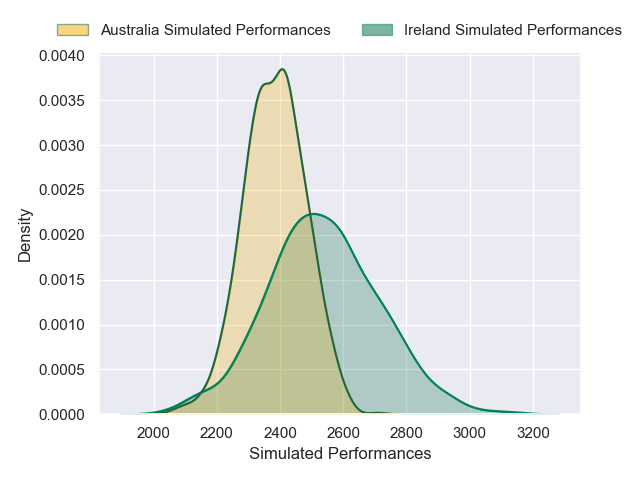 Australia Simulated Performances
Ireland Simulated Performances
0.0040
0.0035
0.0030
0.0025
0.0020
0.0015
0.0010
0.0005
0.0000
Density
2000 2200 2400 2600 2800 3000 3200
Simulated Performances